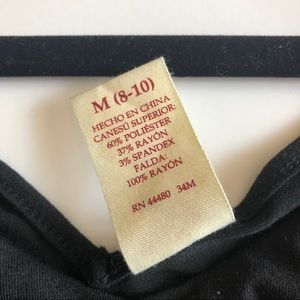 M (8-10)
HECHO EN CHINA
CANESÚ SUPERIOR:
60% POLIÉSTER
37% RAYÓN
3% SPANDEX
FALDA:
100% RAYÓN
RN 44480 34M